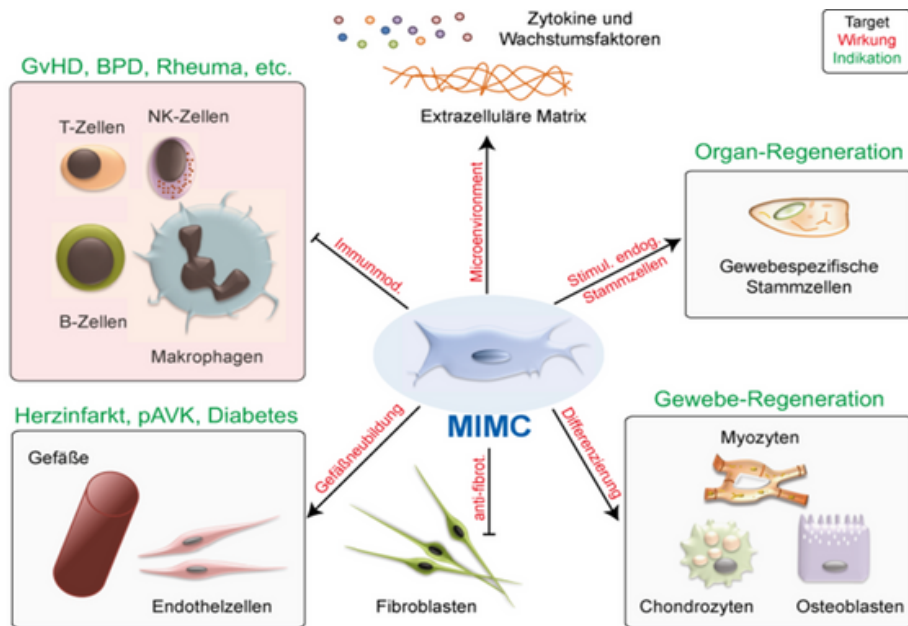 Zytokine und
Wachstumsfaktoren
Extrazelluläre Matrix
Target
Wirkung
Indikation
GvHD, BPD, Rheuma, etc.
T-Zellen
NK-Zellen
B-Zellen
Makrophagen
Organ-Regeneration
Gewebespezifische
Stammzellen
Immunmod.
Microenvironment
Stimul. endog.
Stammzellen
MIMC
Herzinfarkt, pAVK, Diabetes
Gefäße
Endothelzellen
Gefäßneubildung
anti-fibrot.
Differenzierung
Fibroblasten
Gewebe-Regeneration
Myozyten
Chondrozyten
Osteoblasten